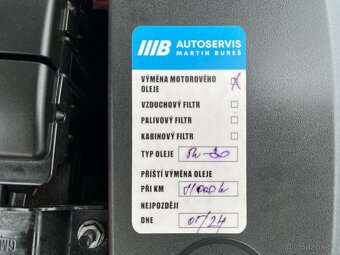 AUTOSERVIS
MARTIN BUREŠ
VÝMĚNA MOTOROVÉHO
OLEJE
VZDUCHOVÝ FILTR
PALIVOVÝ FILTR
KABINOVÝ FILTR
TYP OLEJE 5W-30
PŘÍŠTÍ VÝMĚNA OLEJE
PŘI KM
NEJPOZDĚJI
DNE 05/24